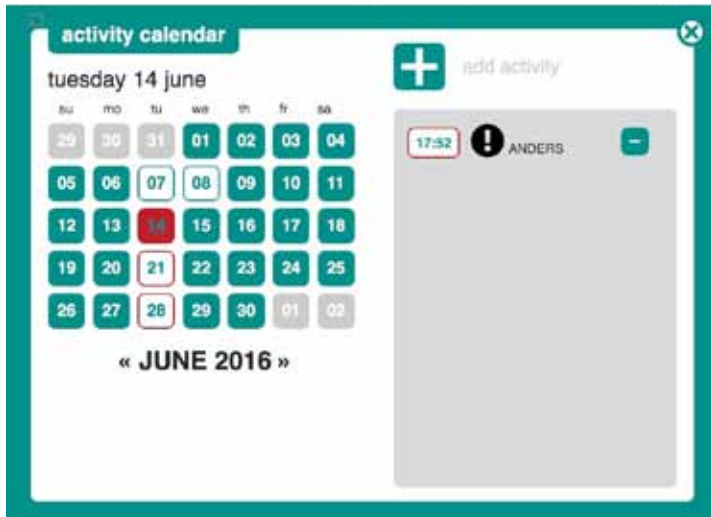 activity calendar
tuesday 14 june
su mo tu we th fr sa
29 30 31 01 02 03 04
05 06 07 08 09 10 11
12 13 14 15 16 17 18
19 20 21 22 23 24 25
26 27 28 29 30 01 02
« JUNE 2016 »
add activity
17:52 ! ANDERS −